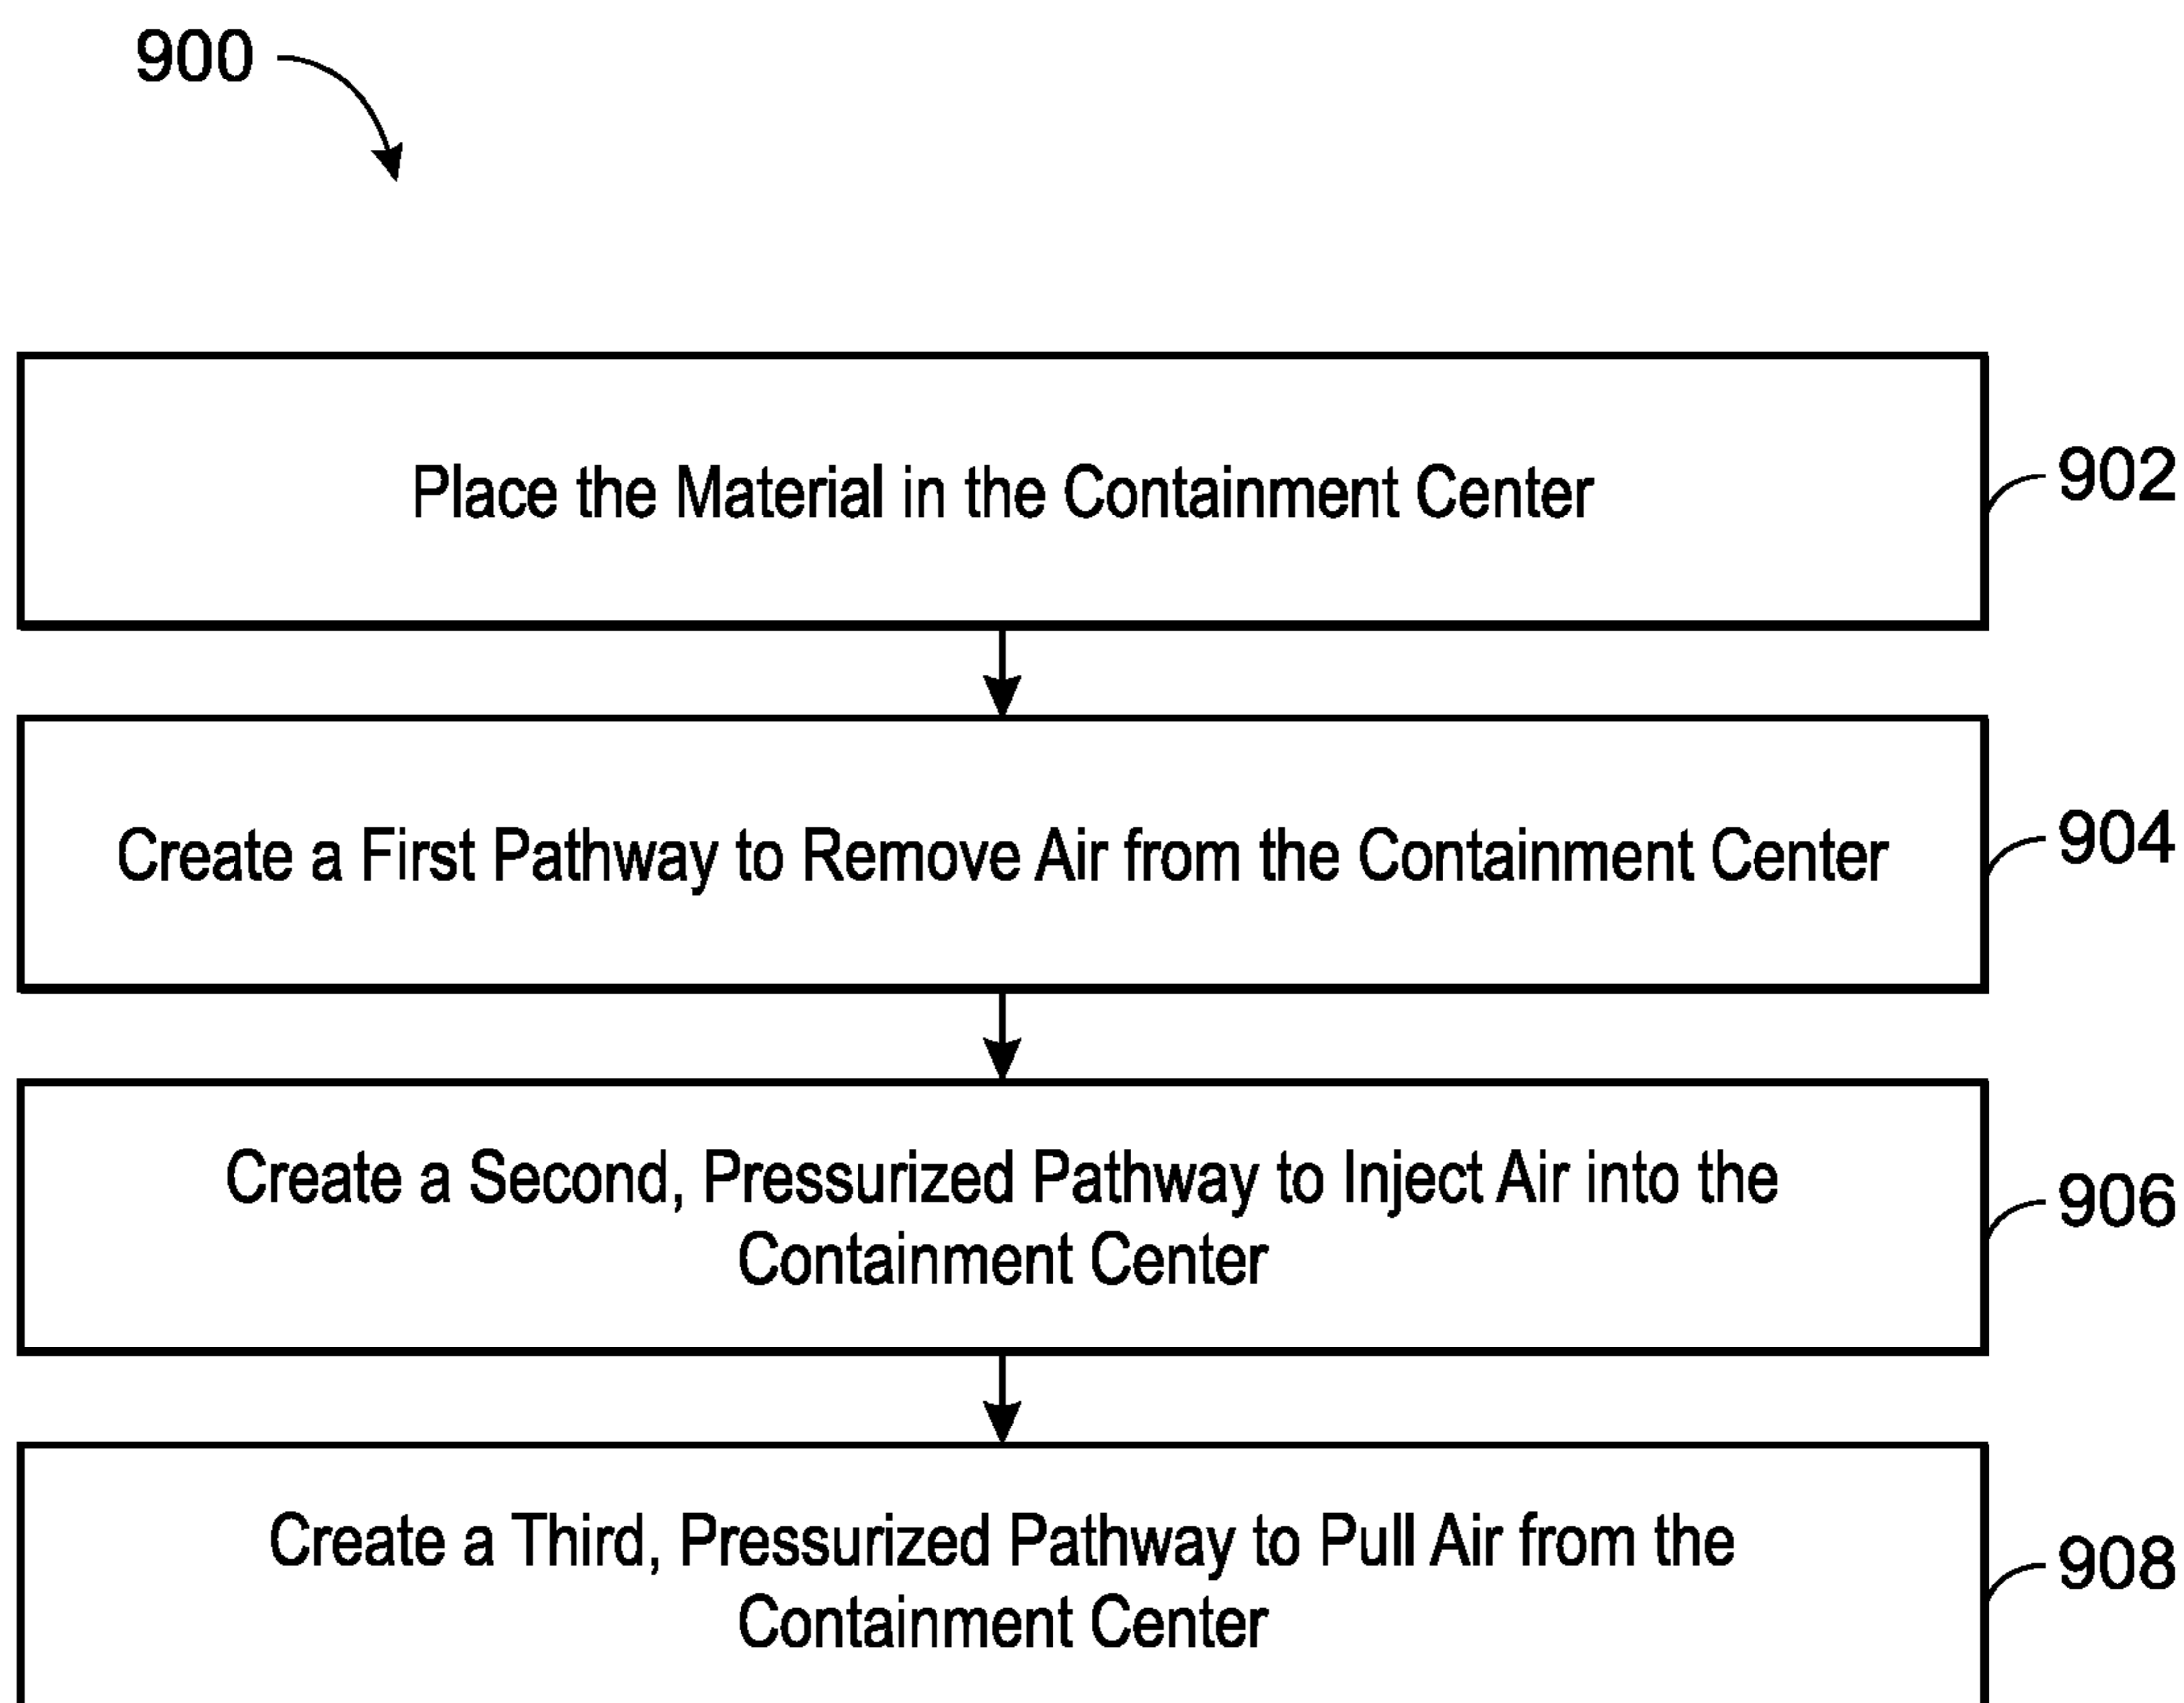 900
Place the Material in the Containment Center
902
Create a First Pathway to Remove Air from the Containment Center
904
Create a Second, Pressurized Pathway to Inject Air into the
Containment Center
906
Create a Third, Pressurized Pathway to Pull Air from the
Containment Center
908